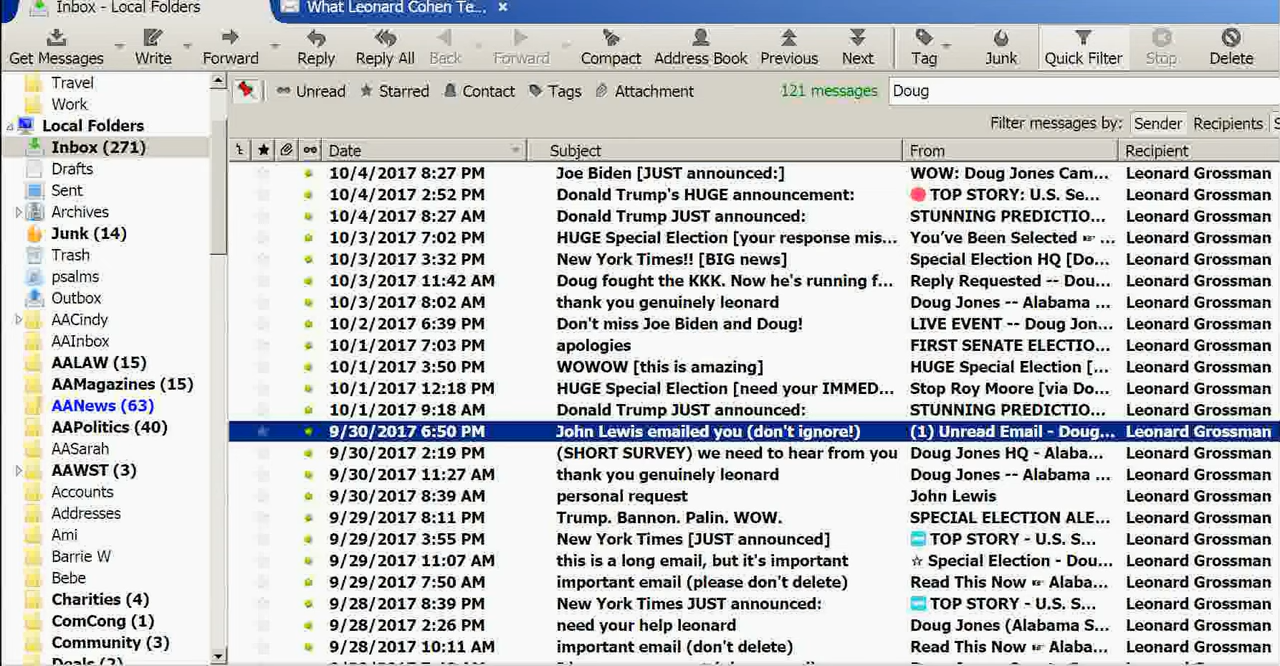 Inbox - Local Folders What Leonard Cohen Te... ×
Get Messages Write Forward Reply Reply All Back Forward Compact Address Book Previous Next Tag Junk Quick Filter Stop Delete
Unread Starred Contact Tags Attachment 121 messages Doug
Filter messages by: Sender Recipients S
Travel
Work
Local Folders
Inbox (271)
Drafts
Sent
Archives
Junk (14)
Trash
psalms
Outbox
AACindy
AAInbox
AALAW (15)
AAMagazines (15)
AANews (63)
AAPolitics (40)
AASarah
AAWST (3)
Accounts
Addresses
Ami
Barrie W
Bebe
Charities (4)
ComCong (1)
Community (3)
Deals (2)
Date Subject From Recipient
10/4/2017 8:27 PM Joe Biden [JUST announced:] WOW: Doug Jones Cam... Leonard Grossman
10/4/2017 2:52 PM Donald Trump's HUGE announcement: TOP STORY: U.S. Se... Leonard Grossman
10/4/2017 8:27 AM Donald Trump JUST announced: STUNNING PREDICTIO... Leonard Grossman
10/3/2017 7:02 PM HUGE Special Election [your response mis... You've Been Selected ☞ ... Leonard Grossman
10/3/2017 3:32 PM New York Times!! [BIG news] Special Election HQ [Do... Leonard Grossman
10/3/2017 11:42 AM Doug fought the KKK. Now he's running f... Reply Requested -- Dou... Leonard Grossman
10/3/2017 8:02 AM thank you genuinely leonard Doug Jones -- Alabama ... Leonard Grossman
10/2/2017 6:39 PM Don't miss Joe Biden and Doug! LIVE EVENT -- Doug Jon... Leonard Grossman
10/1/2017 7:03 PM apologies FIRST SENATE ELECTIO... Leonard Grossman
10/1/2017 3:50 PM WOWOW [this is amazing] HUGE Special Election [... Leonard Grossman
10/1/2017 12:18 PM HUGE Special Election [need your IMMED... Stop Roy Moore [via Do... Leonard Grossman
10/1/2017 9:18 AM Donald Trump JUST announced: STUNNING PREDICTIO... Leonard Grossman
9/30/2017 6:50 PM John Lewis emailed you (don't ignore!) (1) Unread Email - Doug... Leonard Grossman
9/30/2017 2:19 PM (SHORT SURVEY) we need to hear from you Doug Jones HQ - Alaba... Leonard Grossman
9/30/2017 11:27 AM thank you genuinely leonard Doug Jones -- Alabama ... Leonard Grossman
9/30/2017 8:39 AM personal request John Lewis Leonard Grossman
9/29/2017 8:11 PM Trump. Bannon. Palin. WOW. SPECIAL ELECTION ALE... Leonard Grossman
9/29/2017 3:55 PM New York Times [JUST announced] TOP STORY - U.S. S... Leonard Grossman
9/29/2017 11:07 AM this is a long email, but it's important ☆ Special Election - Dou... Leonard Grossman
9/29/2017 7:50 AM important email (please don't delete) Read This Now ☞ Alaba... Leonard Grossman
9/28/2017 8:39 PM New York Times JUST announced: TOP STORY - U.S. S... Leonard Grossman
9/28/2017 2:26 PM need your help leonard Doug Jones (Alabama S... Leonard Grossman
9/28/2017 10:11 AM important email (don't delete) Read This Now ☞ Alaba... Leonard Grossman